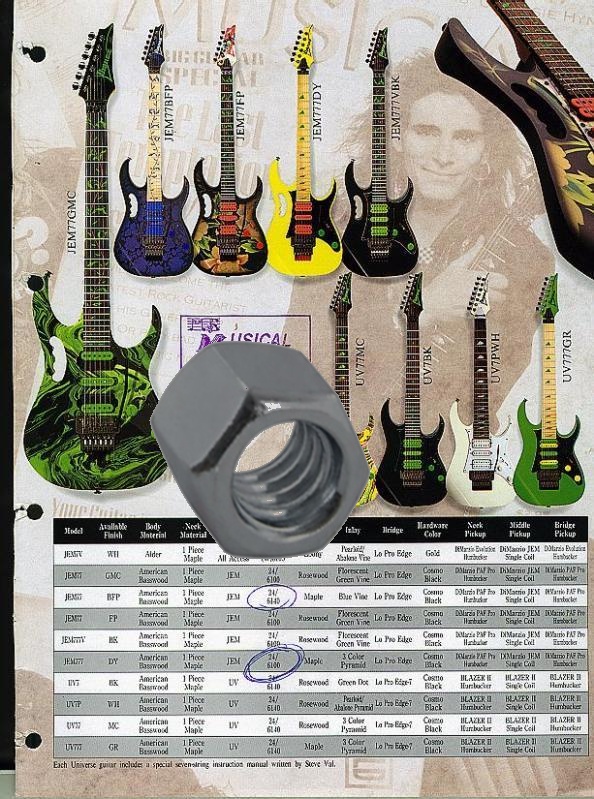 MUSICA
BIG GUITAR
SPECIAL
JEM77GMC
JEM77BFP
JEM77FP
JEM777DY
JEM777VBK
UV77MC
UV7BK
UV7PWH
UV777GR
USICAL
Model Available Finish Body Material Neck Material Inlay Bridge Hardware Color Neck Pickup Middle Pickup Bridge Pickup
JEM7V WH Alder 1 Piece Maple All Access Pearloid/ Abalone Vine Lo Pro Edge Gold DiMarzio Evolution Humbucker DiMarzio JEM Single Coil DiMarzio Evolution Humbucker
JEM77 GMC American Basswood 1 Piece Maple JEM 24/ 6100 Rosewood Florescent Green Vine Lo Pro Edge Cosmo Black DiMarzio PAF Pro Humbucker DiMarzio JEM Single Coil DiMarzio PAF Pro Humbucker
JEM77 BFP American Basswood 1 Piece Maple JEM 24/ Maple Blue Vine Lo Pro Edge Cosmo Black DiMarzio PAF Pro Humbucker DiMarzio JEM Single Coil DiMarzio PAF Pro Humbucker
JEM77 FP American Basswood 1 Piece Maple JEM 24/ 6100 Rosewood Florescent Green Vine Lo Pro Edge Cosmo Black DiMarzio PAF Pro Humbucker DiMarzio JEM Single Coil DiMarzio PAF Pro Humbucker
JEM777V BK American Basswood 1 Piece Maple JEM 24/ Rosewood Florescent Green Vine Lo Pro Edge Cosmo Black DiMarzio PAF Pro Humbucker DiMarzio JEM Single Coil DiMarzio PAF Pro Humbucker
JEM777 DY American Basswood 1 Piece Maple JEM 24/ 6100 Maple 3 Color Pyramid Lo Pro Edge Cosmo Black DiMarzio PAF Pro Humbucker DiMarzio JEM Single Coil DiMarzio PAF Pro Humbucker
UV7 BK American Basswood 1 Piece Maple UV 24/ 6140 Rosewood Green Dot Lo Pro Edge-7 Cosmo Black BLAZER II Humbucker BLAZER II Single Coil BLAZER II Humbucker
UV7P WH American Basswood 1 Piece Maple UV 24/ 6140 Rosewood Pearloid/ Abalone Pyramid Lo Pro Edge-7 Cosmo Black BLAZER II Humbucker BLAZER II Single Coil BLAZER II Humbucker
UV77 MC American Basswood 1 Piece Maple UV 24/ 6140 Rosewood 3 Color Pyramid Lo Pro Edge-7 Cosmo Black BLAZER II Humbucker BLAZER II Single Coil BLAZER II Humbucker
UV777 GR American Basswood 1 Piece Maple UV 24/ 6140 Maple 3 Color Pyramid Lo Pro Edge-7 Cosmo Black BLAZER II Humbucker BLAZER II Single Coil BLAZER II Humbucker
Each Universe guitar includes a special seven-string instruction manual written by Steve Vai.